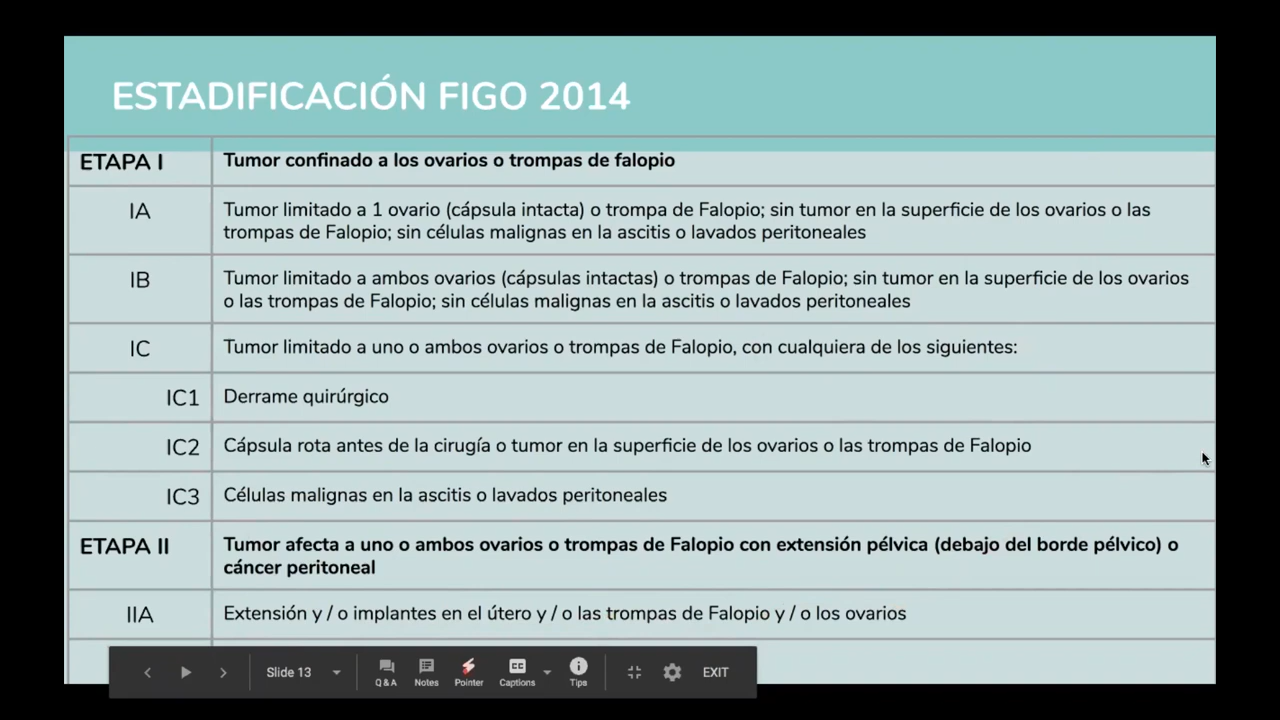 ESTADIFICACIÓN FIGO 2014
ETAPA I
Tumor confinado a los ovarios o trompas de falopio
IA
Tumor limitado a 1 ovario (cápsula intacta) o trompa de Falopio; sin tumor en la superficie de los ovarios o las
trompas de Falopio; sin células malignas en la ascitis o lavados peritoneales
IB
Tumor limitado a ambos ovarios (cápsulas intactas) o trompas de Falopio; sin tumor en la superficie de los ovarios
o las trompas de Falopio; sin células malignas en la ascitis o lavados peritoneales
IC
Tumor limitado a uno o ambos ovarios o trompas de Falopio, con cualquiera de los siguientes:
IC1
Derrame quirúrgico
IC2
Cápsula rota antes de la cirugía o tumor en la superficie de los ovarios o las trompas de Falopio
IC3
Células malignas en la ascitis o lavados peritoneales
ETAPA II
Tumor afecta a uno o ambos ovarios o trompas de Falopio con extensión pélvica (debajo del borde pélvico) o
cáncer peritoneal
IIA
Extensión y / o implantes en el útero y / o las trompas de Falopio y / o los ovarios
Slide 13
Q & A
Notes
Pointer
CC
Captions
Tips
EXIT